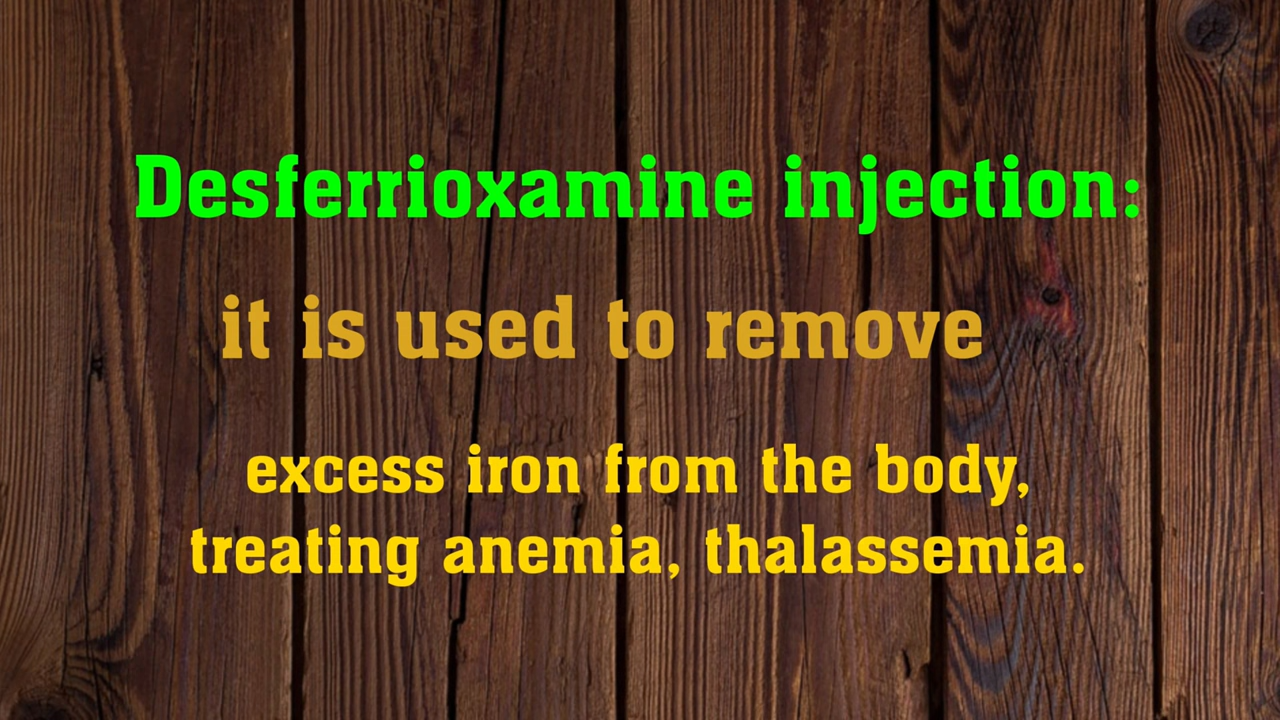 Desferrioxamine injection:
it is used to remove
excess iron from the body,
treating anemia, thalassemia.